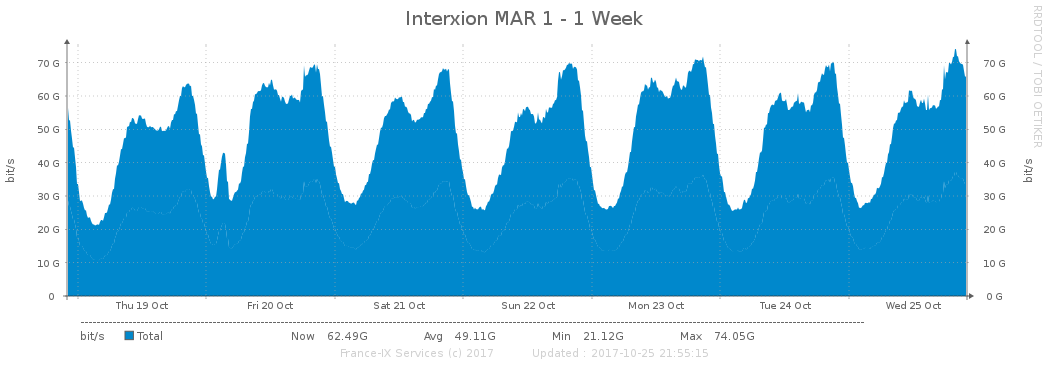 Interxion MAR 1 - 1 Week
RRDTOOL / TOBI OETIKER
bit/s
70 G
60 G
50 G
40 G
30 G
20 G
10 G
0
70 G
60 G
50 G
40 G
30 G
20 G
10 G
0 G
bit/s
Thu 19 Oct Fri 20 Oct Sat 21 Oct Sun 22 Oct Mon 23 Oct Tue 24 Oct Wed 25 Oct
bit/s Total Now 62.49G Avg 49.11G Min 21.12G Max 74.05G
France-IX Services (c) 2017 Updated : 2017-10-25 21:55:15